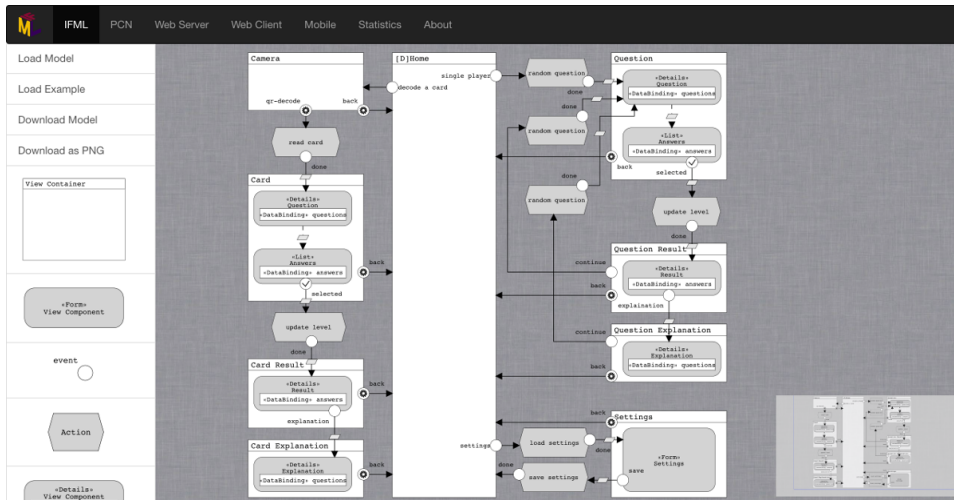 IFML PCN Web Server Web Client Mobile Statistics About
Load Model
Load Example
Download Model
Download as PNG
View Container
«Form»
View Component
event
Action
«Details»
View Component
Camera
qr-decode
back
read card
done
Card
«Details»
Question
«DataBinding» questions
«List»
Answers
«DataBinding» answers
back
selected
update level
done
Card Result
«Details»
Result
«DataBinding» answers
back
explanation
Card Explanation
«Details»
Explanation
«DataBinding» questions
back
[D]Home
single player
decode a card
settings
random question
done
done
random question
done
random question
Question
«Details»
Question
«DataBinding» questions
«List»
Answers
«DataBinding» answers
back
selected
update level
done
Question Result
continue
«Details»
Result
«DataBinding» answers
back
explaination
continue
Question Explanation
«Details»
Explanation
«DataBinding» questions
back
back
Settings
load settings
done
«Form»
Settings
save
done
save settings